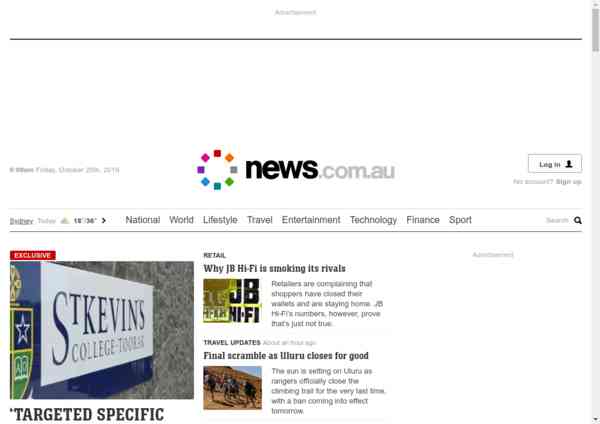 Advertisement
Friday, October 25th, 2019
news.com.au
Log in
No account? Sign up
Sydney Today 18°/36°
National World Lifestyle Travel Entertainment Technology Finance Sport
Search
EXCLUSIVE
ST KEVIN'S
COLLEGE-TOORAK
'TARGETED SPECIFIC
RETAIL
Why JB Hi-Fi is smoking its rivals
JB
HI-FI
Retailers are complaining that
shoppers have closed their
wallets and are staying home. JB
Hi-Fi's numbers, however, prove
that's just not true.
TRAVEL UPDATES About an hour ago
Final scramble as Uluru closes for good
The sun is setting on Uluru as
rangers officially close the
climbing trail for the very last time,
with a ban coming into effect
tomorrow.
Advertisement